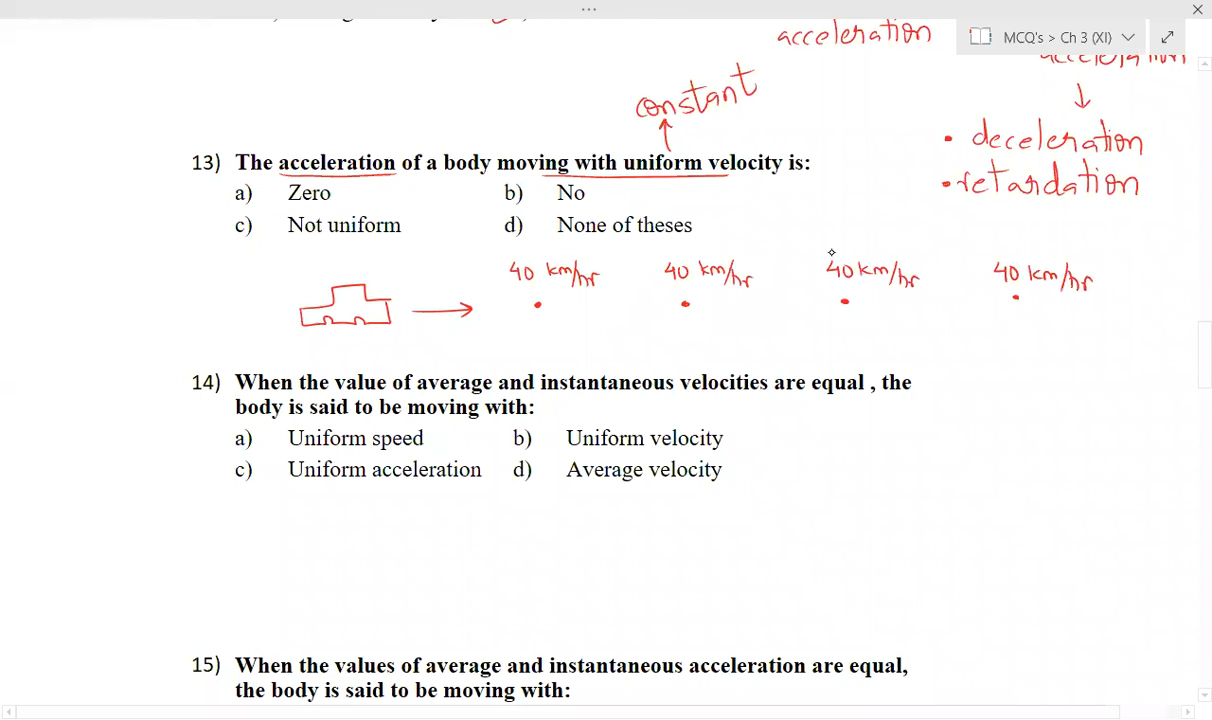 acceleration
MCQ's > Ch 3 (XI)
acceleration
constant
• deceleration
• retardation
13) The acceleration of a body moving with uniform velocity is:
a) Zero b) No
c) Not uniform d) None of theses
40 km/hr 40 km/hr 40km/hr 40 km/hr
14) When the value of average and instantaneous velocities are equal , the
body is said to be moving with:
a) Uniform speed b) Uniform velocity
c) Uniform acceleration d) Average velocity
15) When the values of average and instantaneous acceleration are equal,
the body is said to be moving with: